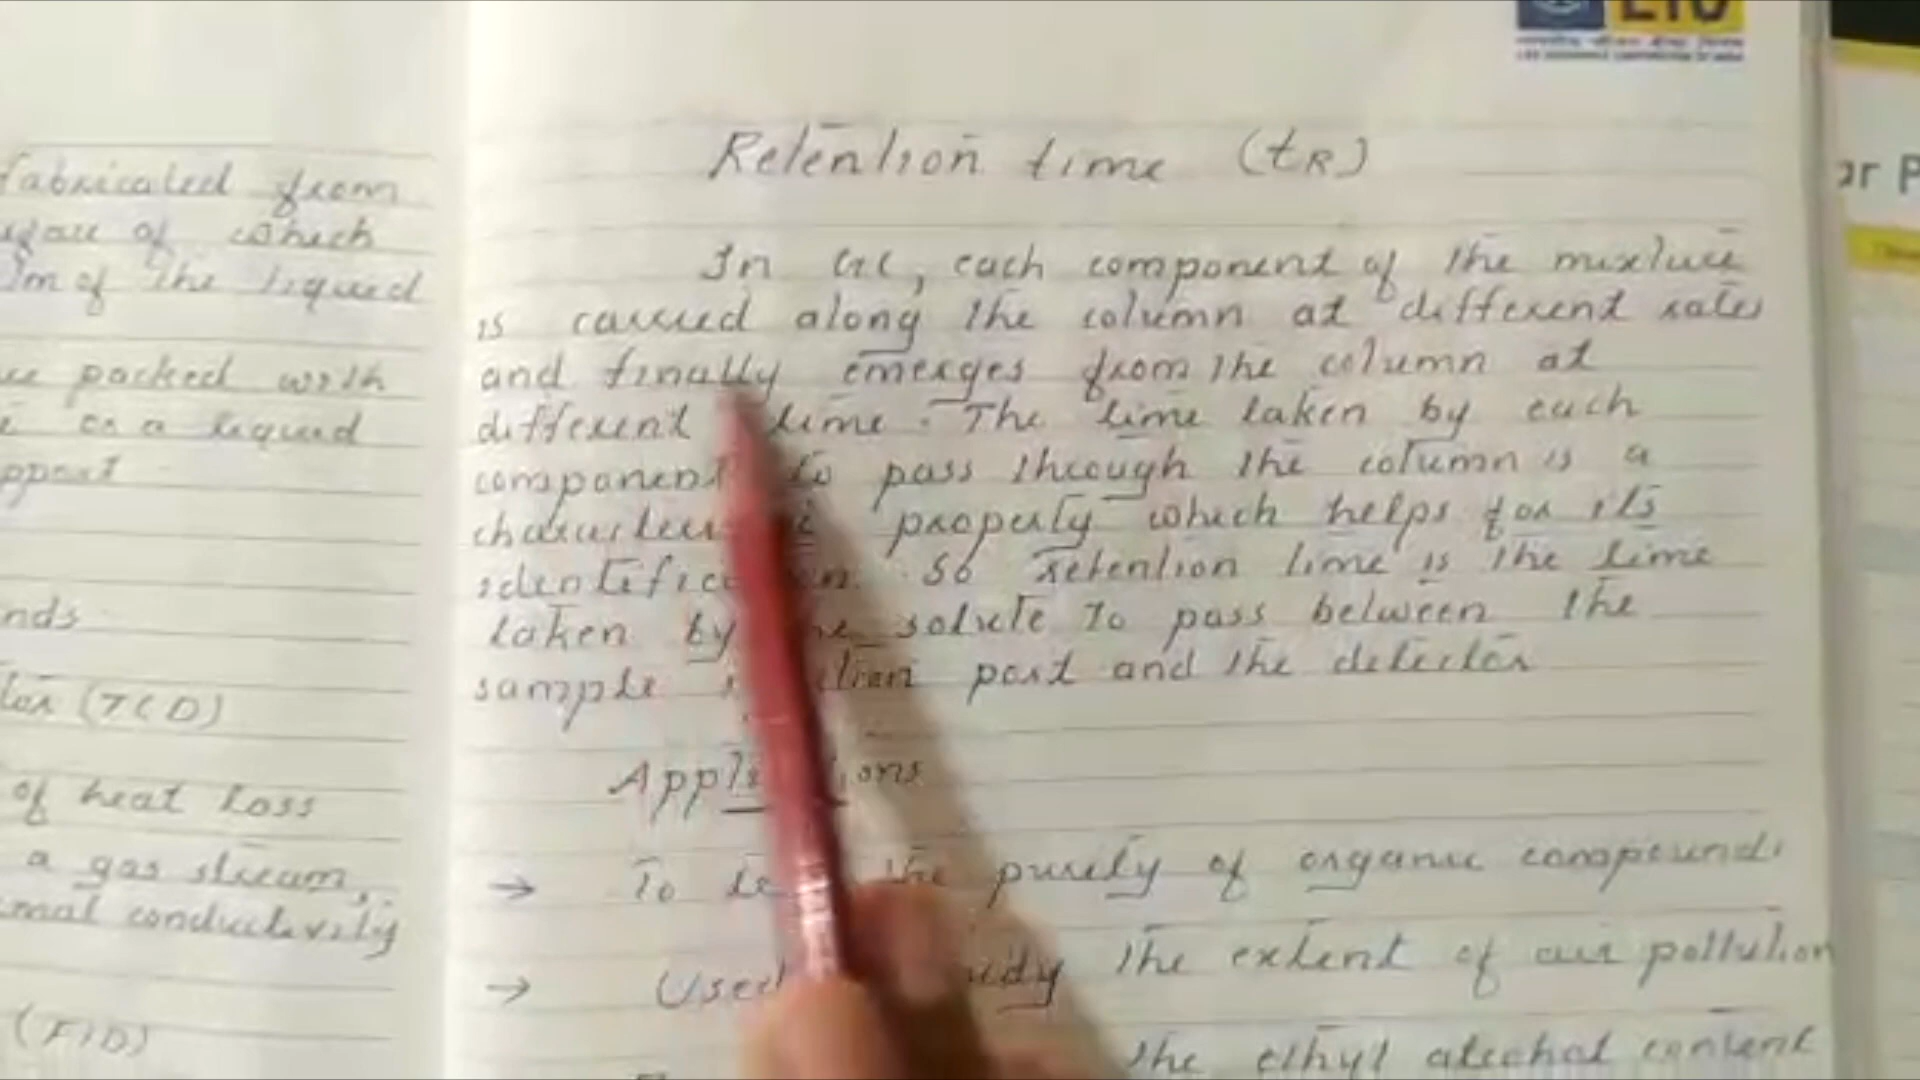 fabricated from
of which
of the liquid
packed with
or a liquid
nds
(TCD)
of heat loss
a gas stream,
conductivity
(FID)
LIC
Retention time (tR)
In GC, each component of the mixture
is carried along the column at different rates
and finally emerges from the column at
different time. The time taken by each
component to pass through the column is a
property which helps for its
So retention time is the time
taken by the solute to pass between the
sample port and the detector
Applications
→ To the purity of organic compounds
→ Used the extent of air pollution
the ethyl alcohol content